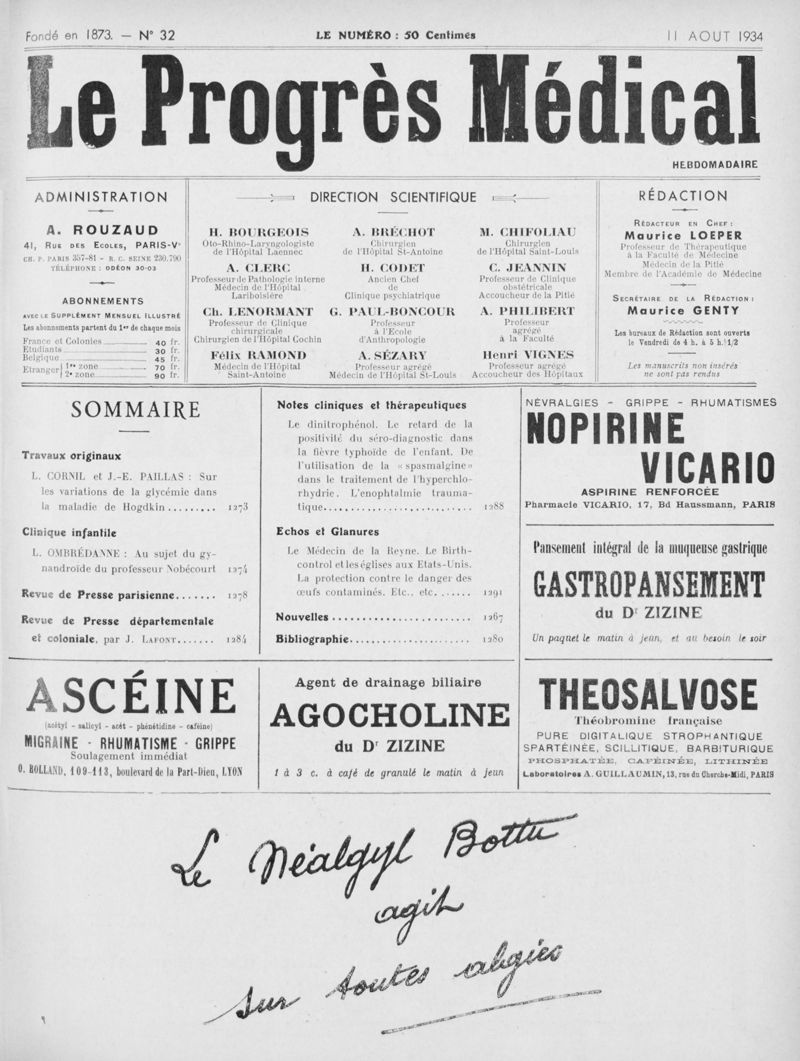 Fondé en 1873. — N° 32
LE NUMÉRO : 50 Centimes
11 AOUT 1934
Le Progrès Médical
HEBDOMADAIRE
ADMINISTRATION
A. ROUZAUD
41, RUE DES ECOLES, PARIS-Vᵉ
CH. P. PARIS 357-81 - R. C. SEINE 230.790
TÉLÉPHONE : ODÉON 30-03
ABONNEMENTS
AVEC LE SUPPLÉMENT MENSUEL ILLUSTRÉ
Les abonnements partent du 1ᵉʳ de chaque mois
France et Colonies 40 fr.
Etudiants 30 fr.
Belgique 45 fr.
Etranger 1ʳᵉ zone 70 fr.
2ᵉ zone 90 fr.
DIRECTION SCIENTIFIQUE
H. BOURGEOIS
Oto-Rhino-Laryngologiste
de l'Hôpital Laennec
A. CLERC
Professeur de Pathologie interne
Médecin de l'Hôpital
Lariboisière
Ch. LENORMANT
Professeur de Clinique
chirurgicale
Chirurgien de l'Hôpital Cochin
Félix RAMOND
Médecin de l'Hôpital
Saint-Antoine
A. BRÉCHOT
Chirurgien
de l'Hôpital St-Antoine
H. CODET
Ancien Chef
de
Clinique psychiatrique
G. PAUL-BONCOUR
Professeur
à l'Ecole
d'Anthropologie
A. SÉZARY
Professeur agrégé
Médecin de l'Hôpital St-Louis
M. CHIFOLIAU
Chirurgien
de l'Hôpital Saint-Louis
C. JEANNIN
Professeur de Clinique
obstétricale
Accoucheur de la Pitié
A. PHILIBERT
Professeur
agrégé
à la Faculté
Henri VIGNES
Professeur agrégé
Accoucheur des Hôpitaux
RÉDACTION
RÉDACTEUR EN CHEF :
Maurice LOEPER
Professeur de Thérapeutique
à la Faculté de Médecine
Médecin de la Pitié
Membre de l'Académie de Médecine
SECRÉTAIRE DE LA RÉDACTION :
Maurice GENTY
Les bureaux de Rédaction sont ouverts
le Vendredi de 4 h. à 5 h. 1/2
Les manuscrits non insérés
ne sont pas rendus
SOMMAIRE
Travaux originaux
L. CORNIL et J.-E. PAILLAS : Sur
les variations de la glycémie dans
la maladie de Hogdkin ......... 1273
Clinique infantile
L. OMBRÉDANNE : Au sujet du gy-
nandroïde du professeur Nobécourt 1274
Revue de Presse parisienne ....... 1278
Revue de Presse départementale
et coloniale, par J. LAFONT ....... 1284
Notes cliniques et thérapeutiques
Le dinitrophénol. Le retard de la
positivité du séro-diagnostic dans
la fièvre typhoïde de l'enfant. De
l'utilisation de la « spasmalgine »
dans le traitement de l'hyperchlo-
rhydrie. L'enophtalmie trauma-
tique ......... 1288
Echos et Glanures
Le Médecin de la Reyne. Le Birth-
control et les églises aux Etats-Unis.
La protection contre le danger des
œufs contaminés. Etc., etc. ...... 1291
Nouvelles ......... 1267
Bibliographie ......... 1280
NÉVRALGIES - GRIPPE - RHUMATISMES
NOPIRINE
VICARIO
ASPIRINE RENFORCÉE
Pharmacie VICARIO, 17, Bd Haussmann, PARIS
Pansement intégral de la muqueuse gastrique
GASTROPANSEMENT
du Dʳ ZIZINE
Un paquet le matin à jeun, et au besoin le soir
ASCÉINE
(acétyl - salicyl - acét - phénétidine - caféine)
MIGRAINE - RHUMATISME - GRIPPE
Soulagement immédiat
O. ROLLAND, 109-113, boulevard de la Part-Dieu, LYON
Agent de drainage biliaire
AGOCHOLINE
du Dʳ ZIZINE
1 à 3 c. à café de granulé le matin à jeun
THEOSALVOSE
Théobromine française
PURE DIGITALIQUE STROPHANTIQUE
SPARTÉINÉE, SCILLITIQUE, BARBITURIQUE
PHOSPHATÉE, CAFÉINÉE, LITHINÉE
Laboratoires A. GUILLAUMIN, 13, rue du Cherche-Midi, PARIS
Le Néalgyl Bottu
agit
sur toutes algies